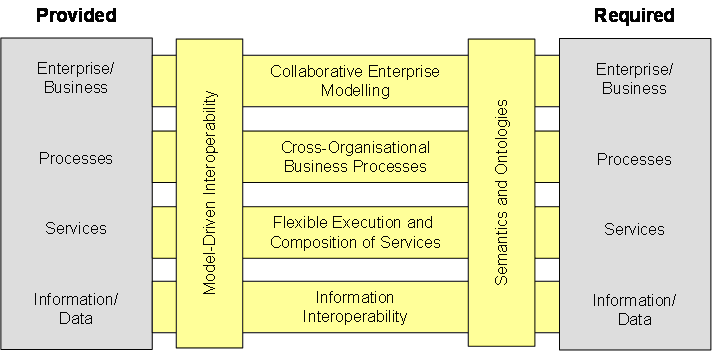 Provided
Required
Enterprise/
Business
Processes
Services
Information/
Data
Model-Driven Interoperability
Collaborative Enterprise
Modelling
Cross-Organisational
Business Processes
Flexible Execution and
Composition of Services
Information
Interoperability
Semantics and Ontologies
Enterprise/
Business
Processes
Services
Information/
Data